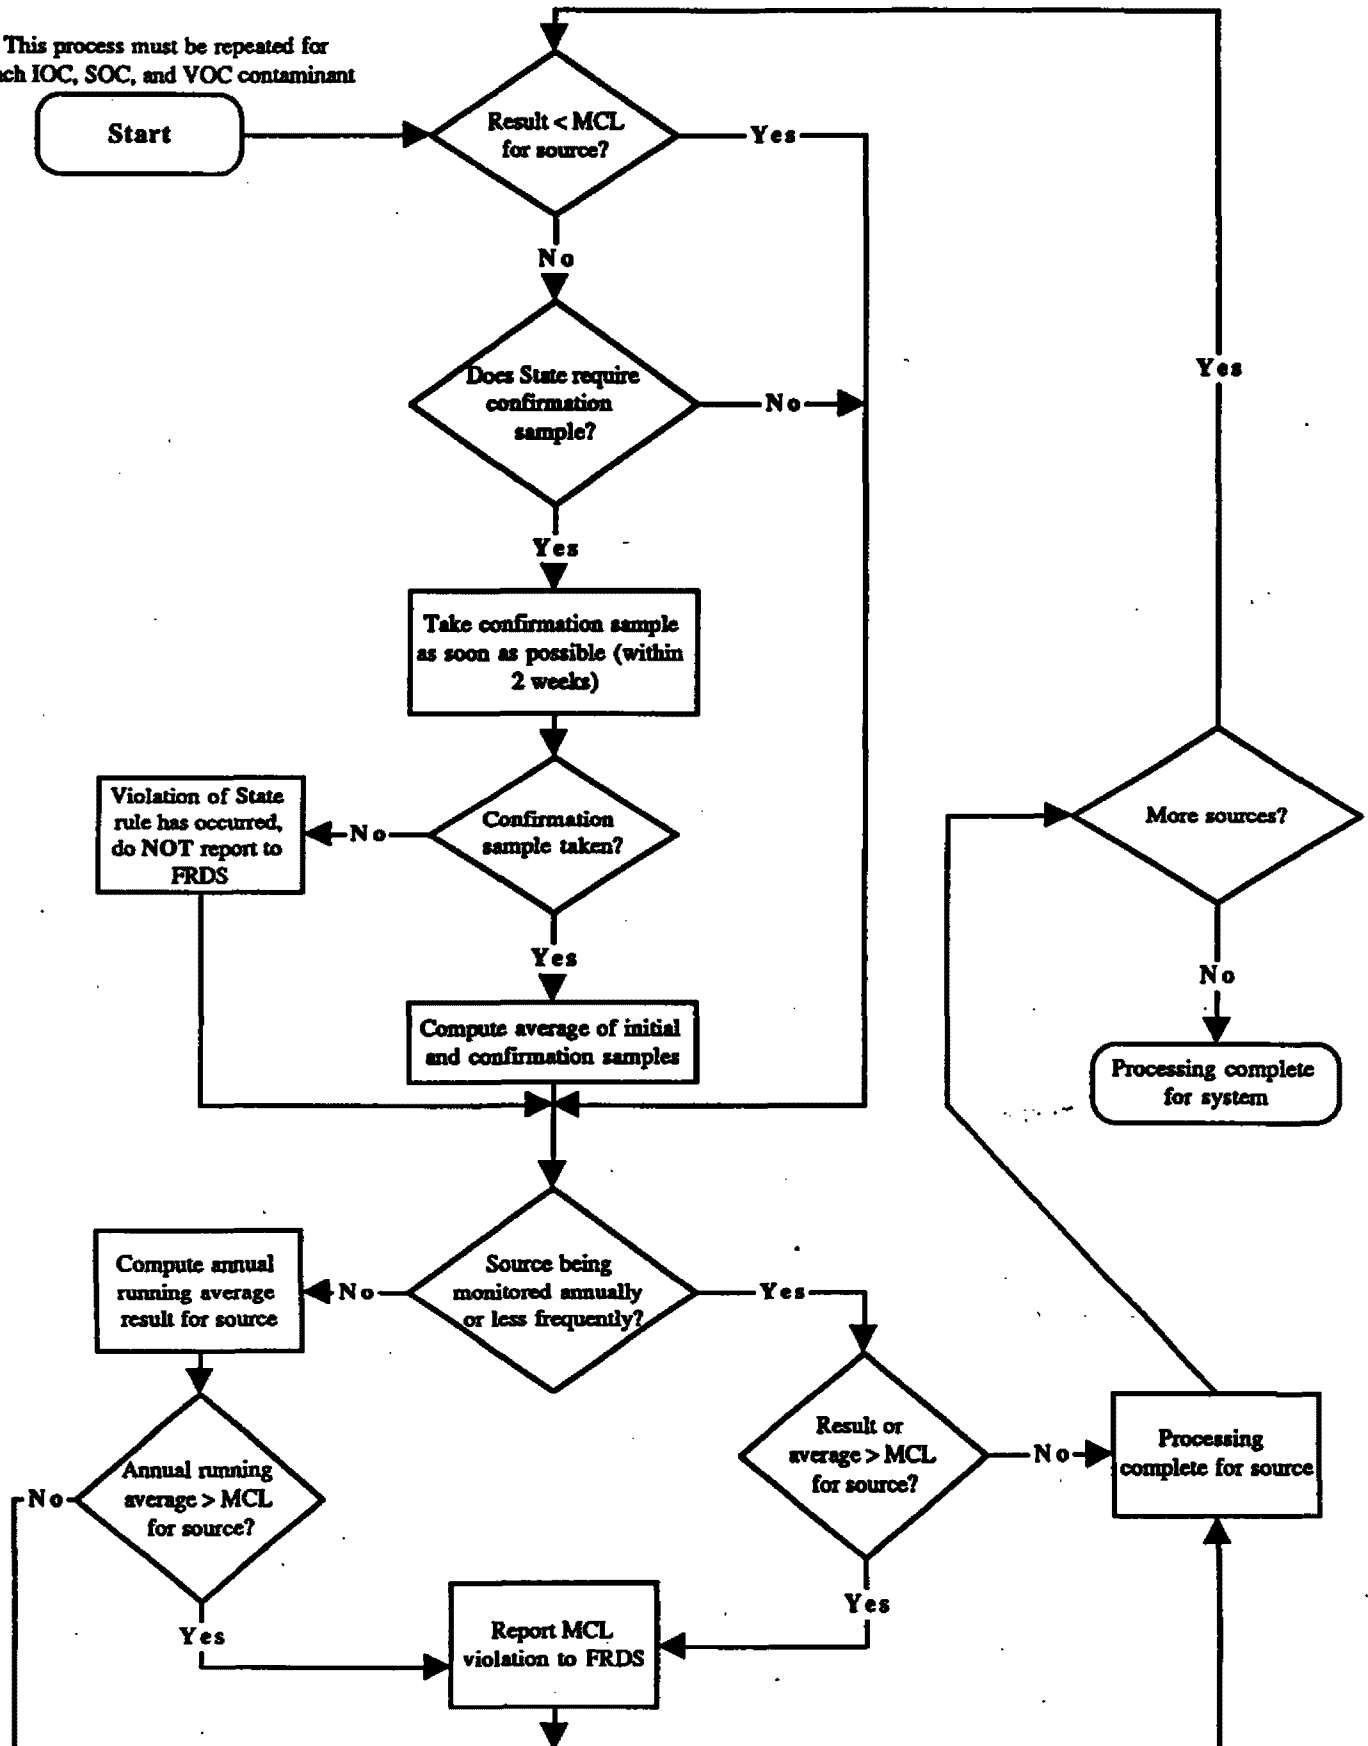 This process must be repeated for
ch IOC, SOC, and VOC contaminant
Start
Result < MCL
for source?
Yes
No
Does State require
confirmation
sample?
No
Yes
Yes
Take confirmation sample
as soon as possible (within
2 weeks)
Violation of State
rule has occurred,
do NOT report to
FRDS
No
Confirmation
sample taken?
More sources?
Yes
No
Compute average of initial
and confirmation samples
Processing complete
for system
Compute annual
running average
result for source
No
Source being
monitored annually
or less frequently?
Yes
No
Annual running
average > MCL
for source?
Result or
average > MCL
for source?
No
Processing
complete for source
Yes
Yes
Report MCL
violation to FRDS